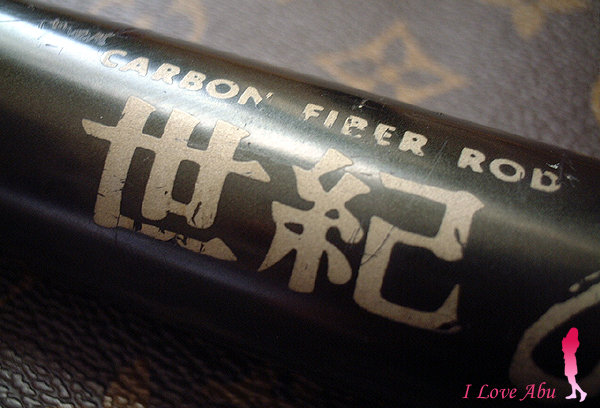 CARBON FIBER ROD
世紀
I Love Abu